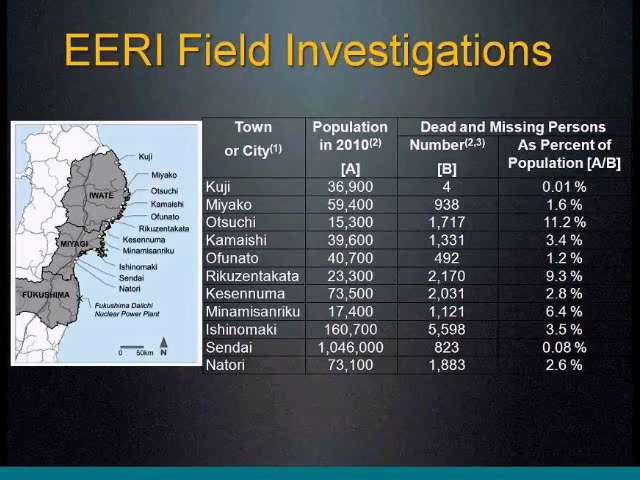 EERI Field Investigations
Kuji
Miyako
Otsuchi
Kamaishi
Ofunato
Rikuzentakata
Kesennuma
Minamisanriku
Ishinomaki
Sendai
Natori
Fukushima Daiichi
Nuclear Power Plant
IWATE
MIYAGI
FUKUSHIMA
0 50km N
Town
or City(1)
Population
in 2010(2)
[A]
Dead and Missing Persons
Number(2,3)
[B]
As Percent of
Population [A/B]
Kuji 36,900 4 0.01 %
Miyako 59,400 938 1.6 %
Otsuchi 15,300 1,717 11.2 %
Kamaishi 39,600 1,331 3.4 %
Ofunato 40,700 492 1.2 %
Rikuzentakata 23,300 2,170 9.3 %
Kesennuma 73,500 2,031 2.8 %
Minamisanriku 17,400 1,121 6.4 %
Ishinomaki 160,700 5,598 3.5 %
Sendai 1,046,000 823 0.08 %
Natori 73,100 1,883 2.6 %